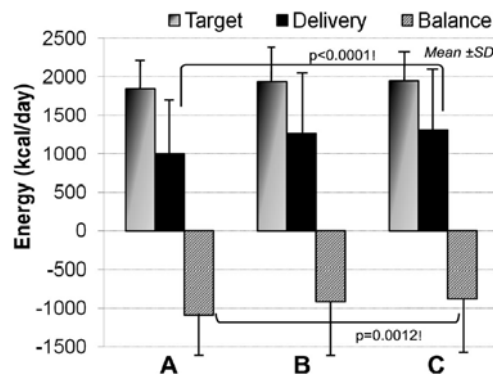 Target Delivery Balance
2500
2000
1500
1000
500
0
-500
-1000
-1500
Energy (kcal/day)
p<0.0001!
Mean ±SD
p=0.0012!
A B C